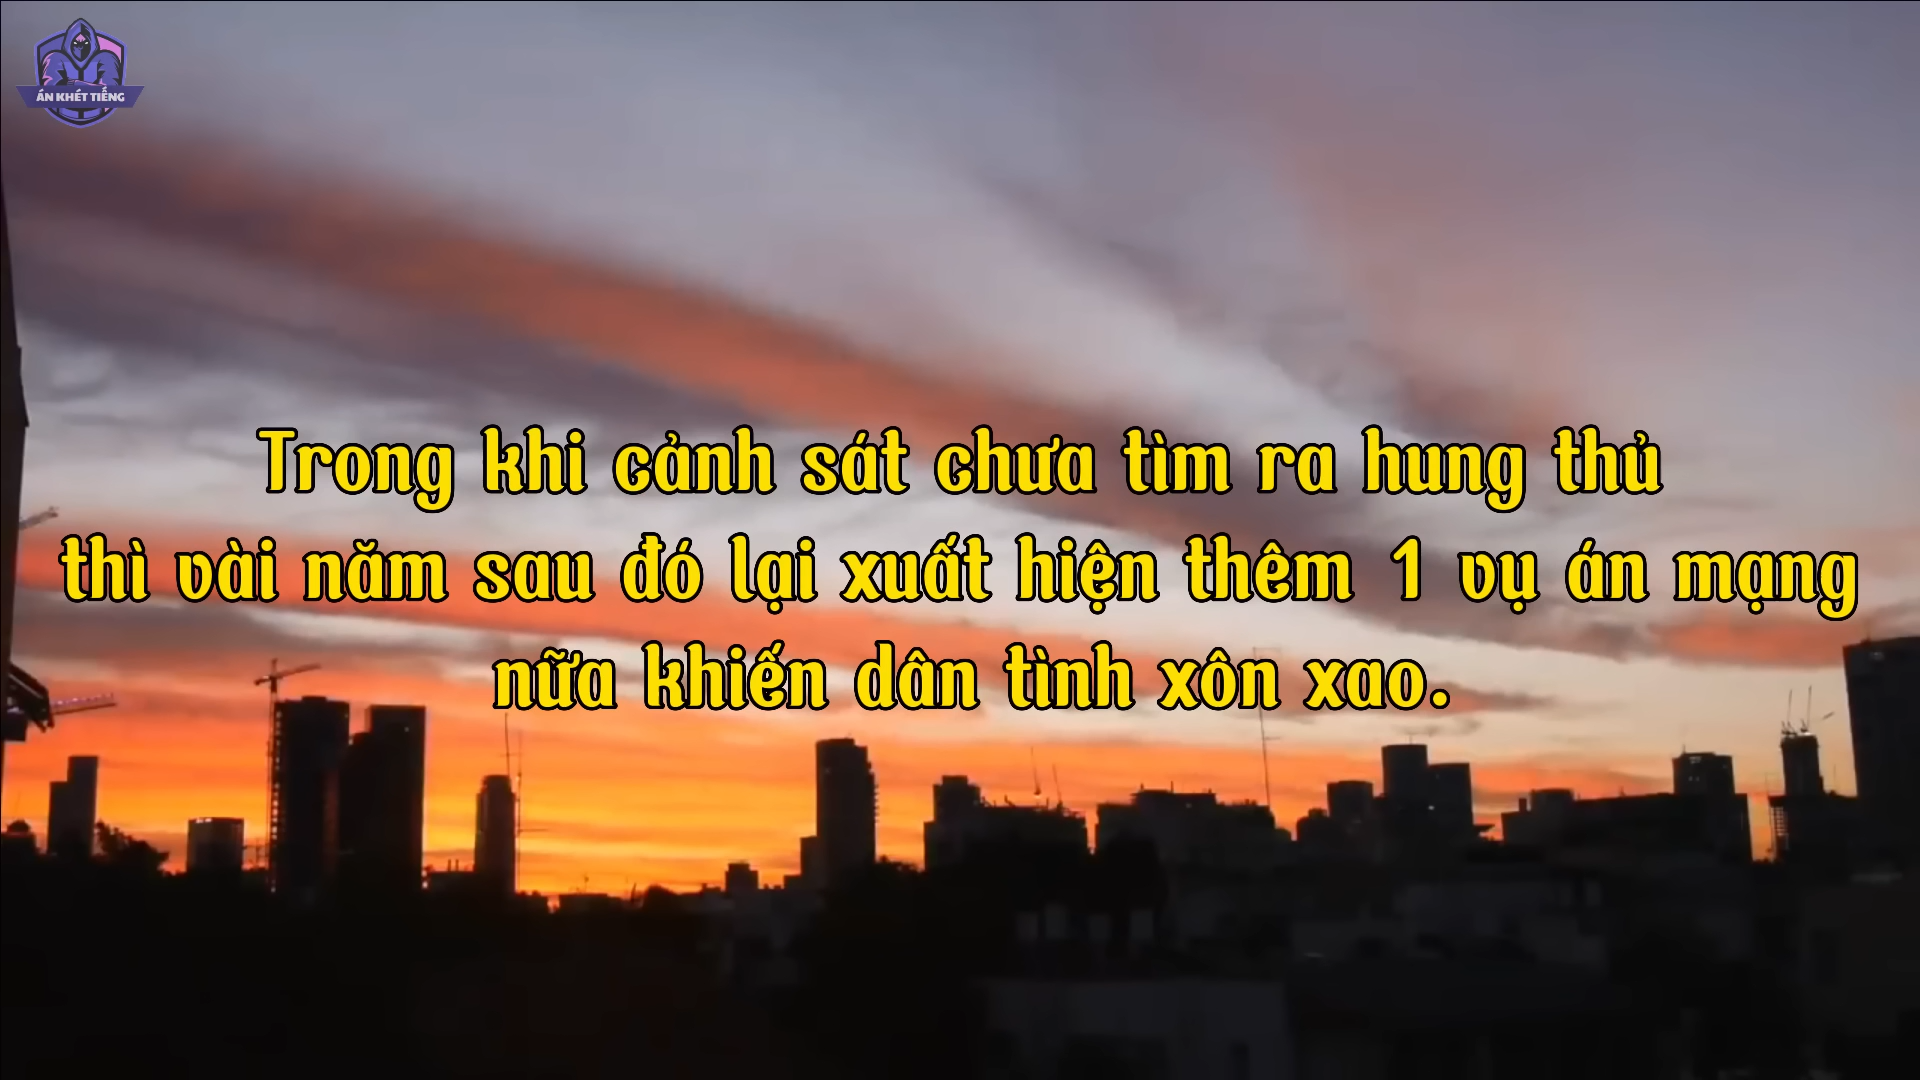 ÁN KHÉT TIẾNG
Trong khi cảnh sát chưa tìm ra hung thủ
thì vài năm sau đó lại xuất hiện thêm 1 vụ án mạng
nữa khiến dân tình xôn xao.